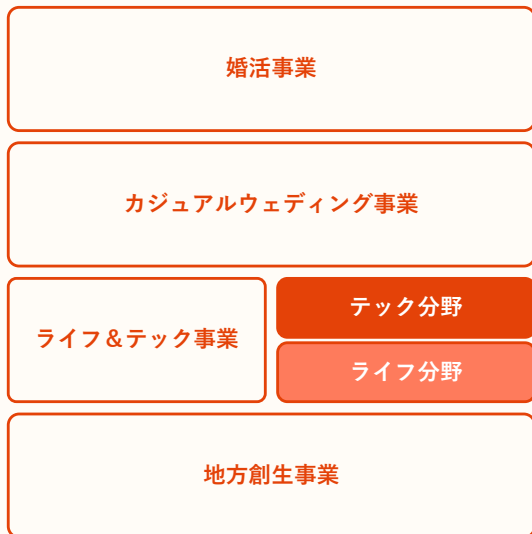 婚活事業
カジュアルウェディング事業
ライフ＆テック事業
テック分野
ライフ分野
地方創生事業